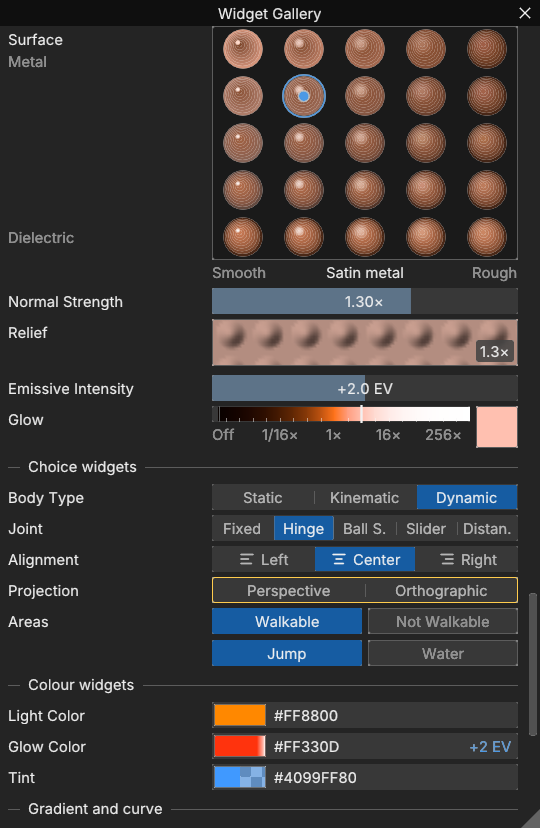 Widget Gallery
Surface
Metal
Dielectric
Smooth Satin metal Rough
Normal Strength 1.30×
Relief
1.3×
Emissive Intensity +2.0 EV
Glow
Off 1/16× 1× 16× 256×
Choice widgets
Body Type Static Kinematic Dynamic
Joint Fixed Hinge Ball S. Slider Distan.
Alignment Left Center Right
Projection Perspective Orthographic
Areas Walkable Not Walkable
Jump Water
Colour widgets
Light Color #FF8800
Glow Color #FF330D +2 EV
Tint #4099FF80
Gradient and curve